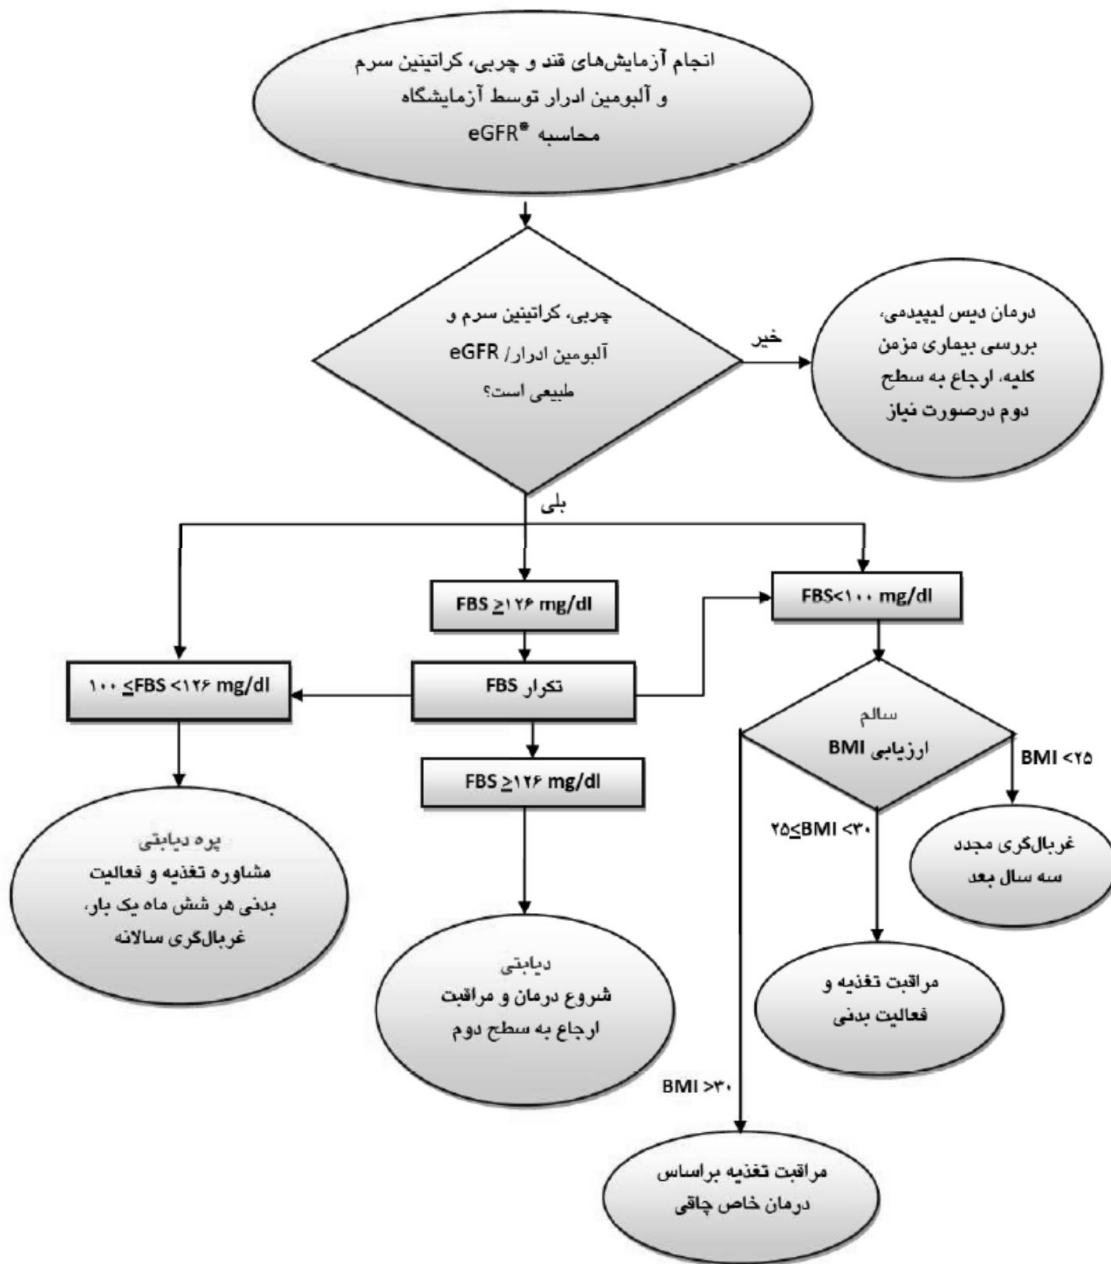 انجام آزمایش‌های قند و چربی، کراتینین سرم
و آلبومین ادرار توسط آزمایشگاه
محاسبه eGFR*
چربی، کراتینین سرم و
آلبومین ادرار/ eGFR
طبیعی است؟
خیر
درمان دیس لیپیدمی،
بررسی بیماری مزمن
کلیه، ارجاع به سطح
دوم درصورت نیاز
بلی
FBS ≥۱۲۶ mg/dl
FBS<۱۰۰ mg/dl
۱۰۰ ≤FBS <۱۲۶ mg/dl
تکرار FBS
FBS ≥۱۲۶ mg/dl
سالم
ارزیابی BMI
BMI <۲۵
۲۵≤BMI <۳۰
BMI >۳۰
غربال‌گری مجدد
سه سال بعد
پره دیابتی
مشاوره تغذیه و فعالیت
بدنی هر شش ماه یک بار،
غربال‌گری سالانه
دیابتی
شروع درمان و مراقبت
ارجاع به سطح دوم
مراقبت تغذیه و
فعالیت بدنی
مراقبت تغذیه براساس
درمان خاص چاقی